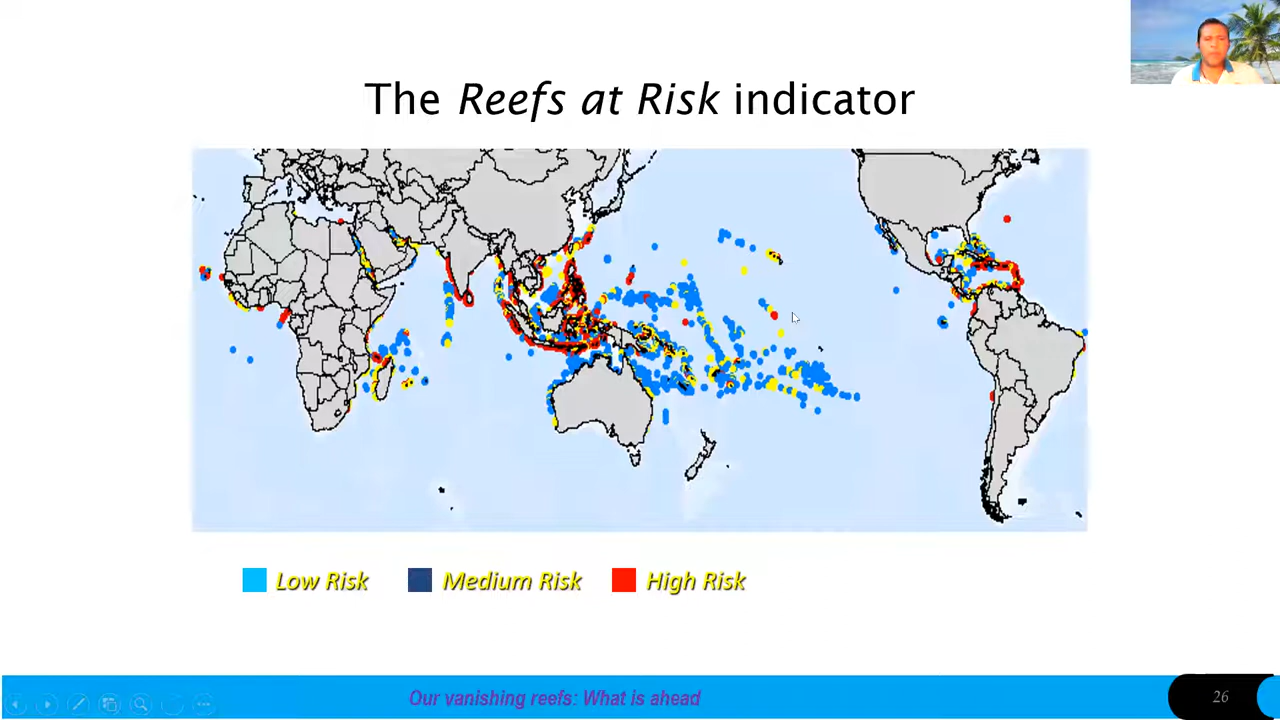 The Reefs at Risk indicator
Low Risk
Medium Risk
High Risk
Our vanishing reefs: What is ahead
26